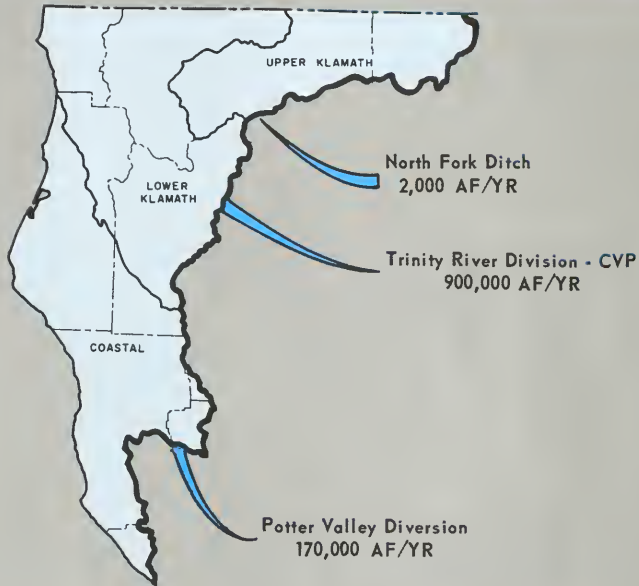 UPPER KLAMATH
North Fork Ditch
2,000 AF/YR
LOWER
KLAMATH
Trinity River Division - CVP
900,000 AF/YR
COASTAL
Potter Valley Diversion
170,000 AF/YR